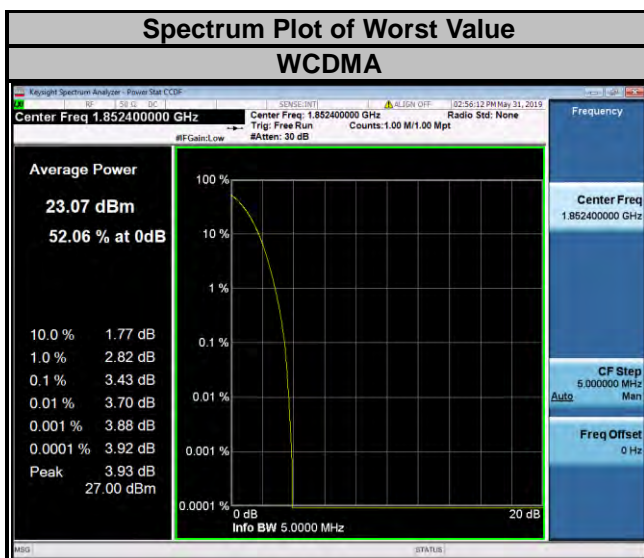 Spectrum Plot of Worst Value
WCDMA
Keysight Spectrum Analyzer - Power Stat CCDF
RF 50 Ω DC SENSE:INT ALIGN OFF 02:56:12 PM May 31, 2019
Center Freq 1.852400000 GHz
Center Freq: 1.852400000 GHz Radio Std: None
Trig: Free Run Counts:1.00 M/1.00 Mpt
#IFGain:Low #Atten: 30 dB
Frequency
Average Power
23.07 dBm
52.06 % at 0dB
10.0 % 1.77 dB
1.0 % 2.82 dB
0.1 % 3.43 dB
0.01 % 3.70 dB
0.001 % 3.88 dB
0.0001 % 3.92 dB
Peak 3.93 dB
27.00 dBm
100 %
10 %
1 %
0.1 %
0.01 %
0.001 %
0.0001 %
0 dB 20 dB
Info BW 5.0000 MHz
Center Freq
1.852400000 GHz
CF Step
5.000000 MHz
Auto Man
Freq Offset
0 Hz
MSG STATUS